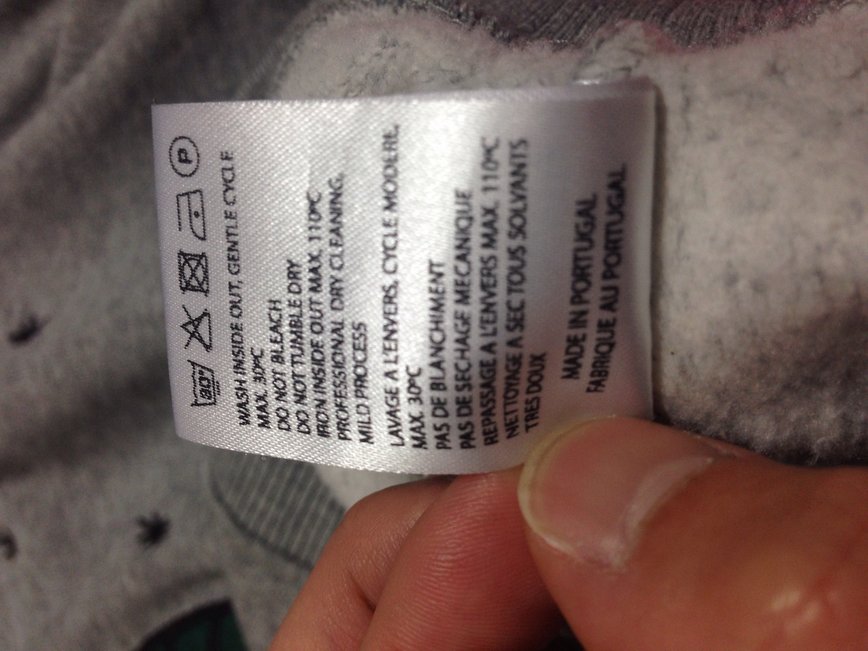 30°
P
WASH INSIDE OUT, GENTLE CYCLE
MAX. 30°C
DO NOT BLEACH
DO NOT TUMBLE DRY
IRON INSIDE OUT MAX. 110°C
PROFESSIONAL DRY CLEANING,
MILD PROCESS
LAVAGE A L'ENVERS, CYCLE MODERE,
MAX. 30°C
PAS DE BLANCHIMENT
PAS DE SECHAGE MECANIQUE
REPASSAGE A L'ENVERS MAX. 110°C
NETTOYAGE A SEC TOUS SOLVANTS
TRES DOUX
MADE IN PORTUGAL
FABRIQUE AU PORTUGAL